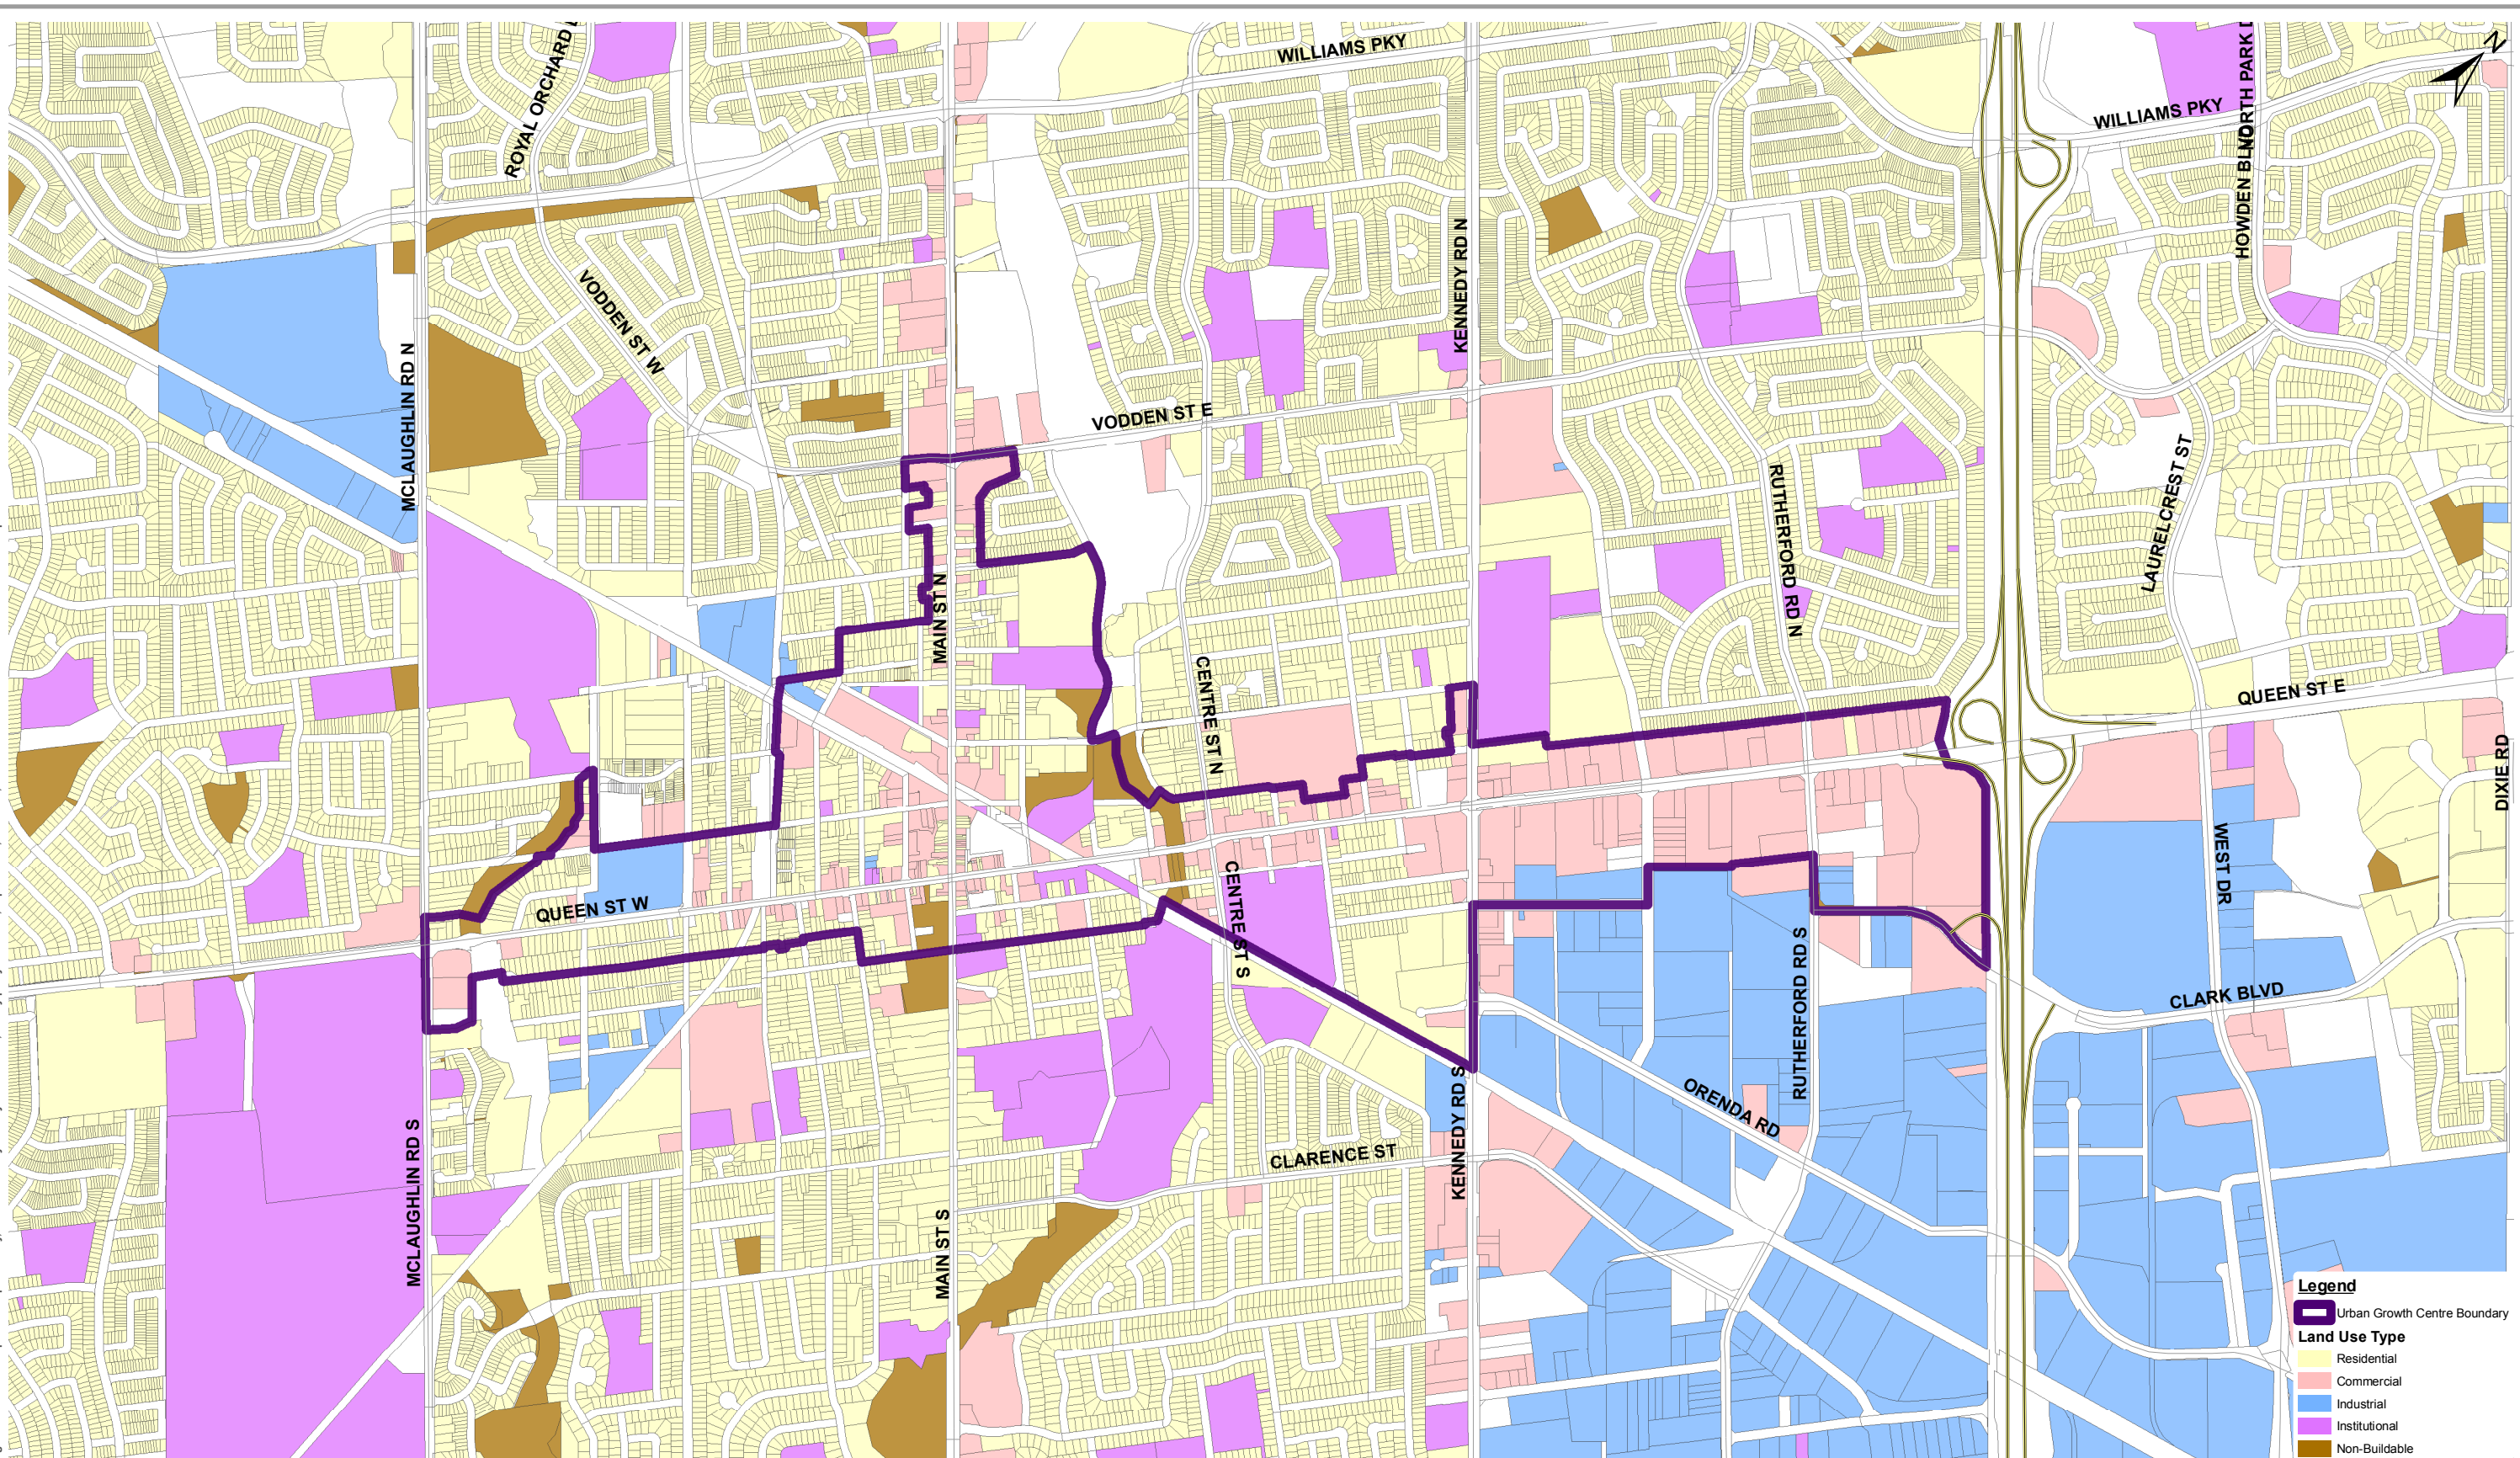 WILLIAMS PKY
N
ROYAL ORCHARD
NORTH PARK
WILLIAMS PKY
HOWDEN BLVD
KENNEDY RD N
VODDEN ST W
MCLAUGHLIN RD N
VODDEN ST E
RUTHERFORD RD N
LAURELCREST ST
MAIN ST N
CENTRE ST N
QUEEN ST E
DIXIE RD
WEST DR
QUEEN ST W
CENTRE ST S
RUTHERFORD RD S
CLARK BLVD
ORENDA RD
KENNEDY RD S
MCLAUGHLIN RD S
CLARENCE ST
MAIN ST S
Legend
Urban Growth Centre Boundary
Land Use Type
Residential
Commercial
Industrial
Institutional
Non-Buildable